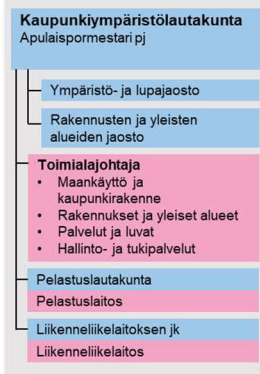 Kaupunkiympäristölautakunta
Apulaispormestari pj
Ympäristö- ja lupajaosto
Rakennusten ja yleisten
alueiden jaosto
Toimialajohtaja
• Maankäyttö ja
kaupunkirakenne
• Rakennukset ja yleiset alueet
• Palvelut ja luvat
• Hallinto- ja tukipalvelut
Pelastuslautakunta
Pelastuslaitos
Liikenneliikelaitoksen jk
Liikenneliikelaitos